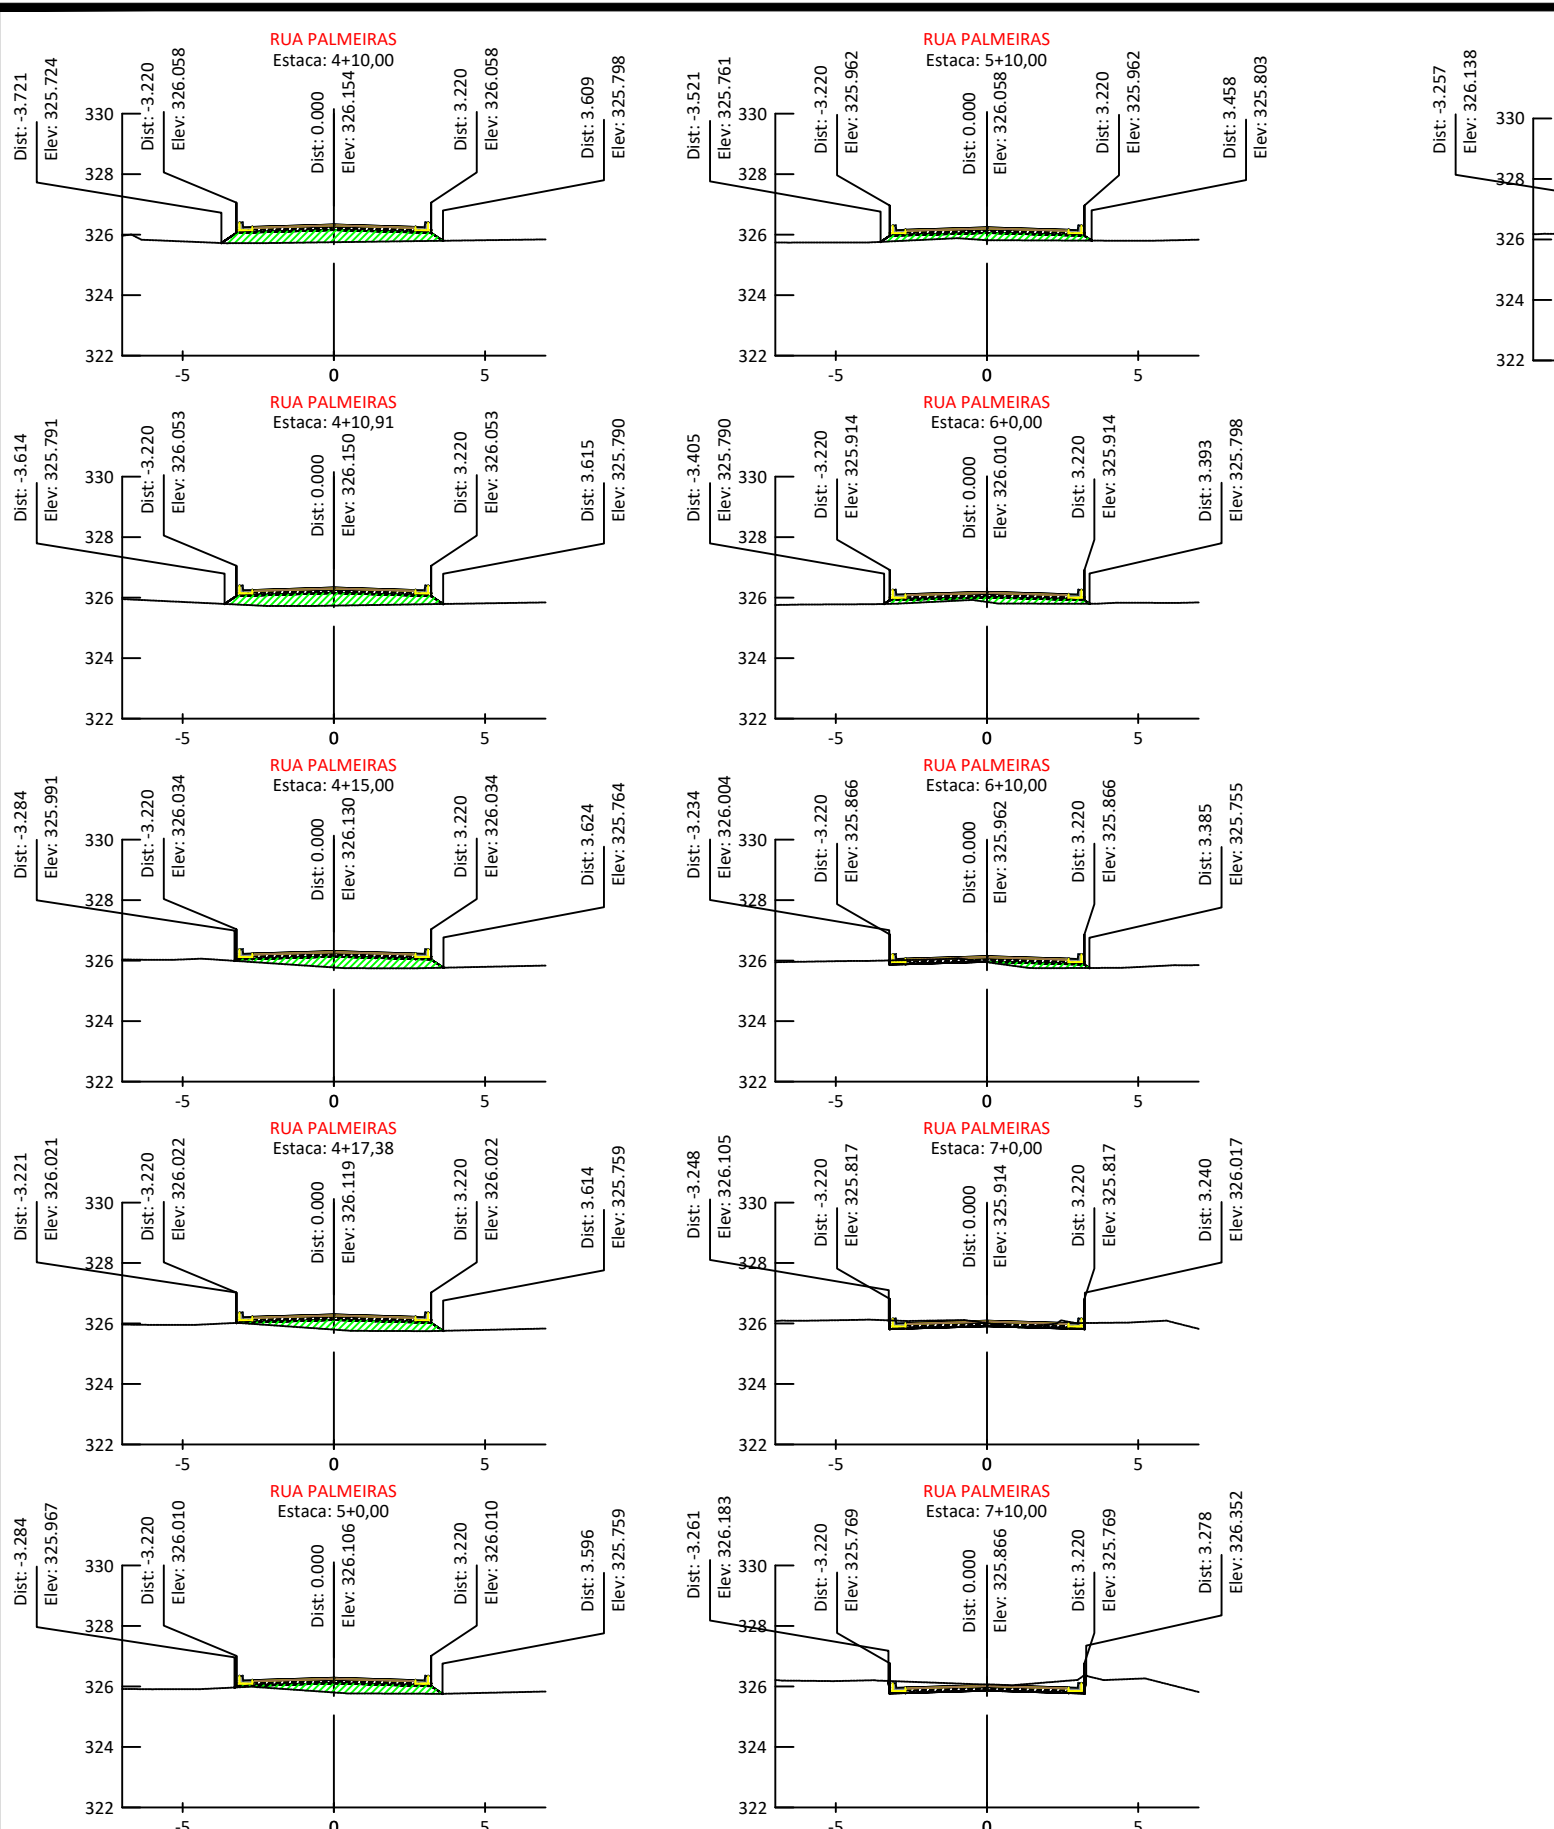 RUA PALMEIRAS
Estaca: 4+10,00
Dist: -3.721
Elev: 325.724
Dist: -3.220
Elev: 326.058
Dist: 0.000
Elev: 326.154
Dist: 3.220
Elev: 326.058
Dist: 3.609
Elev: 325.798
330
328
326
324
322
-5
0
5
RUA PALMEIRAS
Estaca: 4+10,91
Dist: -3.614
Elev: 325.791
Dist: -3.220
Elev: 326.053
Dist: 0.000
Elev: 326.150
Dist: 3.220
Elev: 326.053
Dist: 3.615
Elev: 325.790
330
328
326
324
322
-5
0
5
RUA PALMEIRAS
Estaca: 4+15,00
Dist: -3.284
Elev: 325.991
Dist: -3.220
Elev: 326.034
Dist: 0.000
Elev: 326.130
Dist: 3.220
Elev: 326.034
Dist: 3.624
Elev: 325.764
330
328
326
324
322
-5
0
5
RUA PALMEIRAS
Estaca: 4+17,38
Dist: -3.221
Elev: 326.021
Dist: -3.220
Elev: 326.022
Dist: 0.000
Elev: 326.119
Dist: 3.220
Elev: 326.022
Dist: 3.614
Elev: 325.759
330
328
326
324
322
-5
0
5
RUA PALMEIRAS
Estaca: 5+0,00
Dist: -3.284
Elev: 325.967
Dist: -3.220
Elev: 326.010
Dist: 0.000
Elev: 326.106
Dist: 3.220
Elev: 326.010
Dist: 3.596
Elev: 325.759
330
328
326
324
322
-5
0
5
RUA PALMEIRAS
Estaca: 5+10,00
Dist: -3.521
Elev: 325.761
Dist: -3.220
Elev: 325.962
Dist: 0.000
Elev: 326.058
Dist: 3.220
Elev: 325.962
Dist: 3.458
Elev: 325.803
330
328
326
324
322
-5
0
5
RUA PALMEIRAS
Estaca: 6+0,00
Dist: -3.405
Elev: 325.790
Dist: -3.220
Elev: 325.914
Dist: 0.000
Elev: 326.010
Dist: 3.220
Elev: 325.914
Dist: 3.393
Elev: 325.798
330
328
326
324
322
-5
0
5
RUA PALMEIRAS
Estaca: 6+10,00
Dist: -3.234
Elev: 326.004
Dist: -3.220
Elev: 325.866
Dist: 0.000
Elev: 325.962
Dist: 3.220
Elev: 325.866
Dist: 3.385
Elev: 325.755
330
328
326
324
322
-5
0
5
RUA PALMEIRAS
Estaca: 7+0,00
Dist: -3.248
Elev: 326.105
Dist: -3.220
Elev: 325.817
Dist: 0.000
Elev: 325.914
Dist: 3.220
Elev: 325.817
Dist: 3.240
Elev: 326.017
330
328
326
324
322
-5
0
5
RUA PALMEIRAS
Estaca: 7+10,00
Dist: -3.261
Elev: 326.183
Dist: -3.220
Elev: 325.769
Dist: 0.000
Elev: 325.866
Dist: 3.220
Elev: 325.769
Dist: 3.278
Elev: 326.352
330
328
326
324
322
-5
0
5
Dist: -3.257
Elev: 326.138
330
328
326
324
322